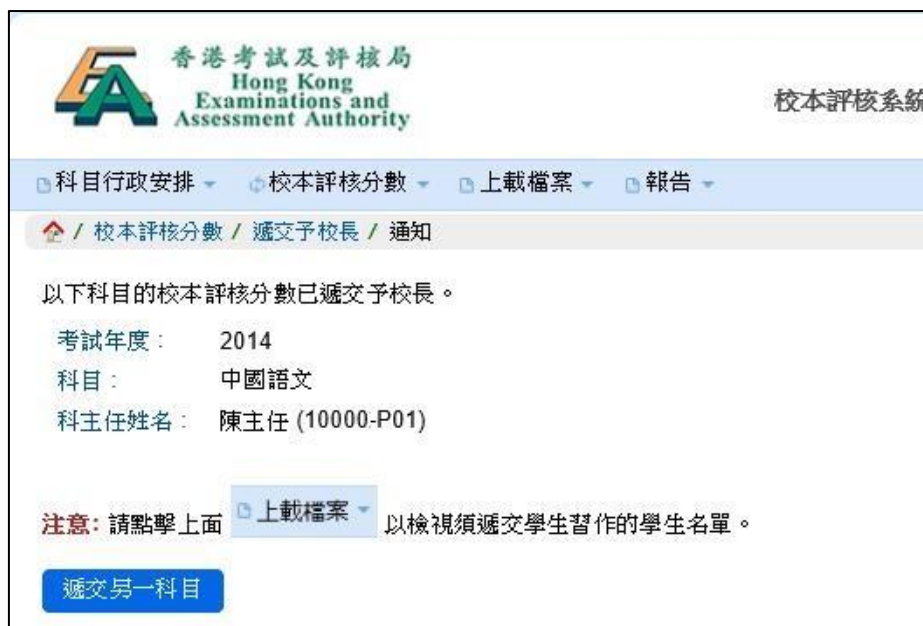 香港考試及評核局
Hong Kong
Examinations and
Assessment Authority
校本評核系統
科目行政安排 校本評核分數 上載檔案 報告
/ 校本評核分數 / 遞交予校長 / 通知
以下科目的校本評核分數已遞交予校長。
考試年度： 2014
科目： 中國語文
科主任姓名： 陳主任 (10000-P01)
注意: 請點擊上面 上載檔案 以檢視須遞交學生習作的學生名單。
遞交另一科目